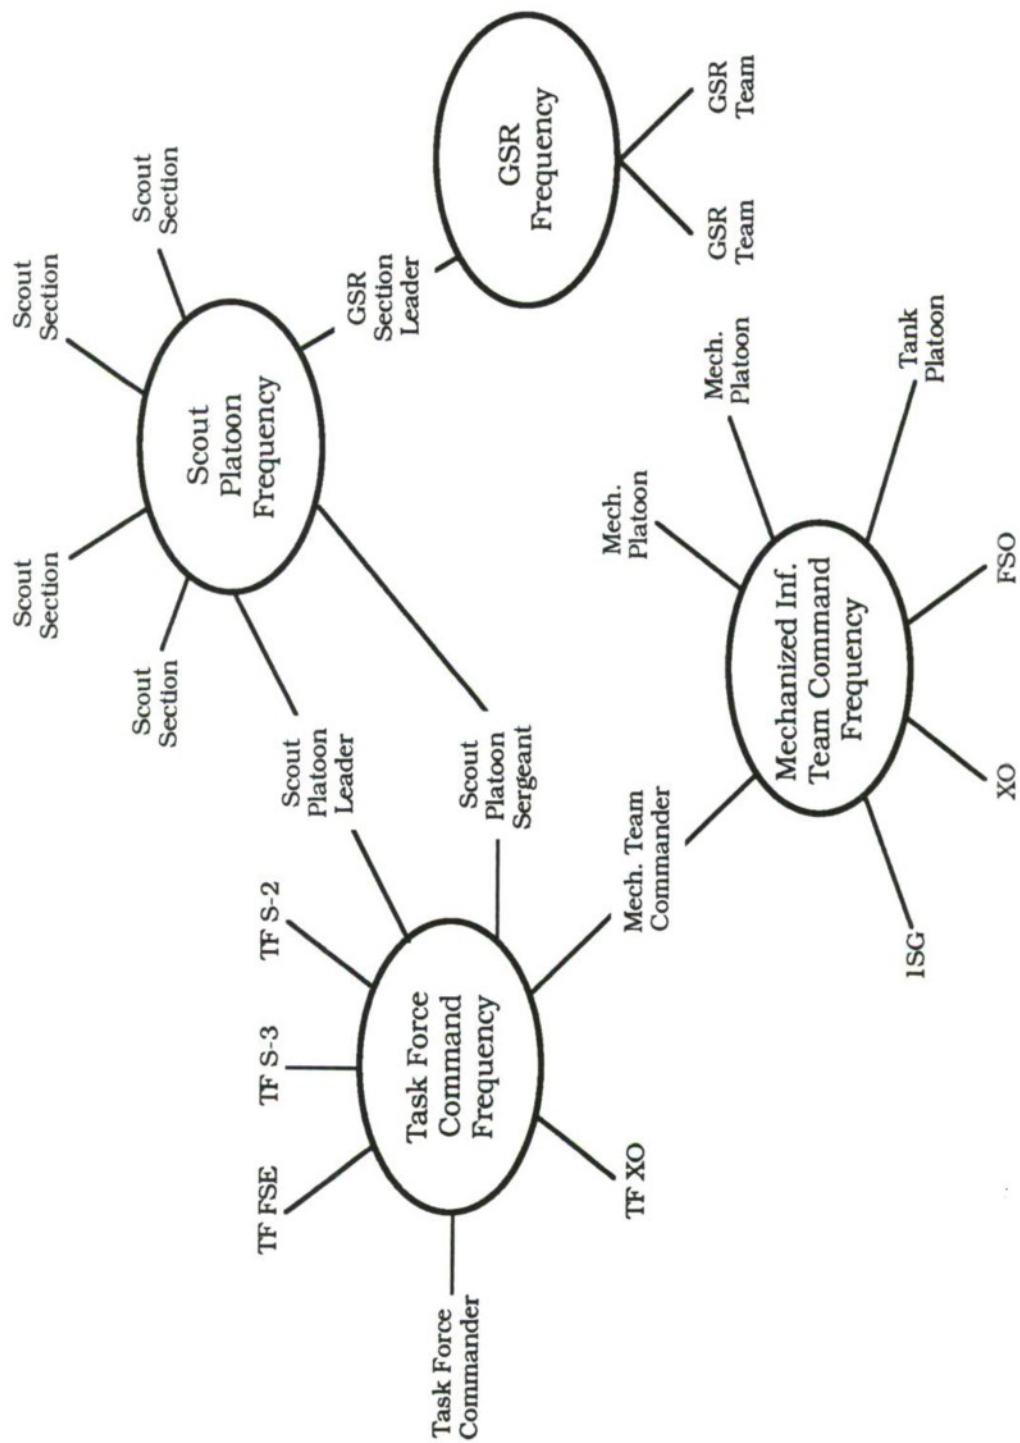 Scout
Section
Scout
Section
Scout
Section
Scout
Section
Scout
Platoon
Frequency
TF FSE
TF S-3
TF S-2
Scout
Platoon
Leader
GSR
Section
Leader
Task Force
Commander
Task Force
Command
Frequency
Scout
Platoon
Sergeant
GSR
Frequency
TF XO
Mech. Team
Commander
Mech.
Platoon
Mech.
Platoon
GSR
Team
GSR
Team
Mechanized Inf.
Team Command
Frequency
Tank
Platoon
1SG
XO
FSO